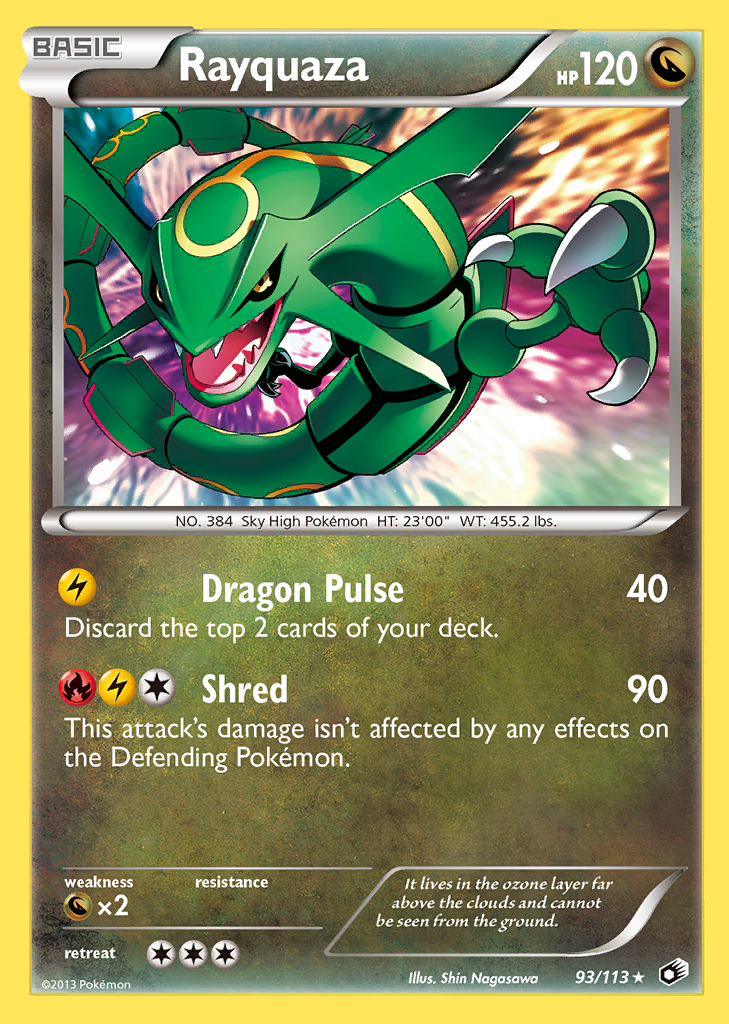 BASIC
Rayquaza
HP120
NO. 384 Sky High Pokémon HT: 23'00" WT: 455.2 lbs.
Dragon Pulse 40
Discard the top 2 cards of your deck.
Shred 90
This attack's damage isn't affected by any effects on
the Defending Pokémon.
weakness resistance
×2
retreat
It lives in the ozone layer far
above the clouds and cannot
be seen from the ground.
©2013 Pokémon
Illus. Shin Nagasawa 93/113 ★